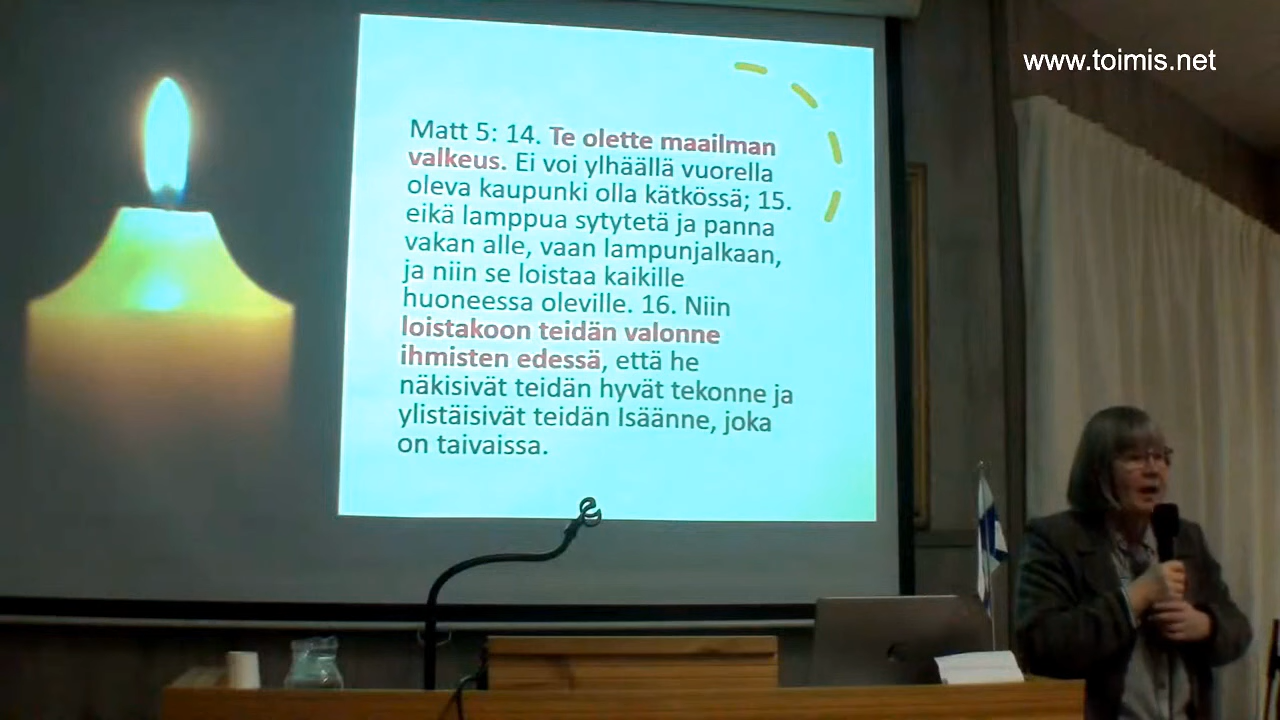 www.toimis.net
Matt 5: 14. Te olette maailman
valkeus. Ei voi ylhäällä vuorella
oleva kaupunki olla kätkössä; 15.
eikä lamppua sytytetä ja panna
vakan alle, vaan lampunjalkaan,
ja niin se loistaa kaikille
huoneessa oleville. 16. Niin
loistakoon teidän valonne
ihmisten edessä, että he
näkisivät teidän hyvät tekonne ja
ylistäisivät teidän Isäänne, joka
on taivaissa.